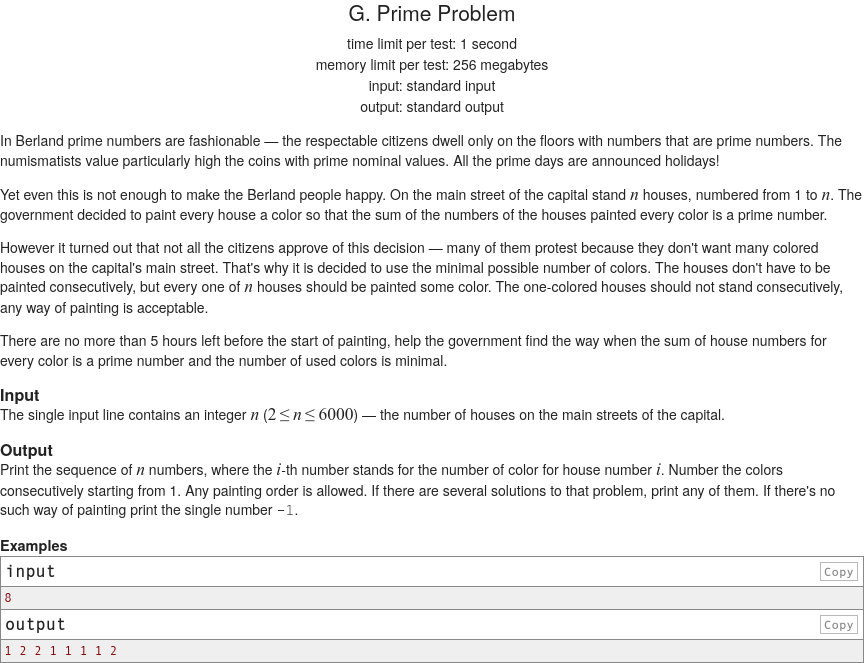 G. Prime Problem
time limit per test: 1 second
memory limit per test: 256 megabytes
input: standard input
output: standard output
In Berland prime numbers are fashionable — the respectable citizens dwell only on the floors with numbers that are prime numbers. The
numismatists value particularly high the coins with prime nominal values. All the prime days are announced holidays!
Yet even this is not enough to make the Berland people happy. On the main street of the capital stand n houses, numbered from 1 to n. The
government decided to paint every house a color so that the sum of the numbers of the houses painted every color is a prime number.
However it turned out that not all the citizens approve of this decision — many of them protest because they don't want many colored
houses on the capital's main street. That's why it is decided to use the minimal possible number of colors. The houses don't have to be
painted consecutively, but every one of n houses should be painted some color. The one-colored houses should not stand consecutively,
any way of painting is acceptable.
There are no more than 5 hours left before the start of painting, help the government find the way when the sum of house numbers for
every color is a prime number and the number of used colors is minimal.
Input
The single input line contains an integer n (2 ≤ n ≤ 6000) — the number of houses on the main streets of the capital.
Output
Print the sequence of n numbers, where the i-th number stands for the number of color for house number i. Number the colors
consecutively starting from 1. Any painting order is allowed. If there are several solutions to that problem, print any of them. If there's no
such way of painting print the single number −1.
Examples
input Copy
8
output Copy
1 2 2 1 1 1 1 2